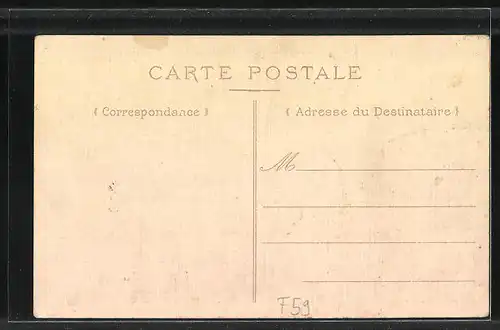 CARTE POSTALE
( Correspondance )
( Adresse du Destinataire )
M
F59